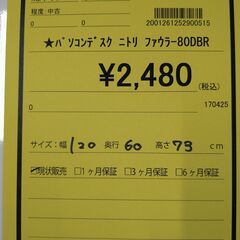 程度: 中古
2001261252900515
0
★ﾊﾟｿｺﾝﾃﾞｽｸ ニトリ ファウラー80DBR
¥2,480(税込)
0
170425
サイズ:幅 120 奥行 60 高さ 73 cm
☑現状販売 □1ヶ月保証 □3ヶ月保証 □6ヶ月保証